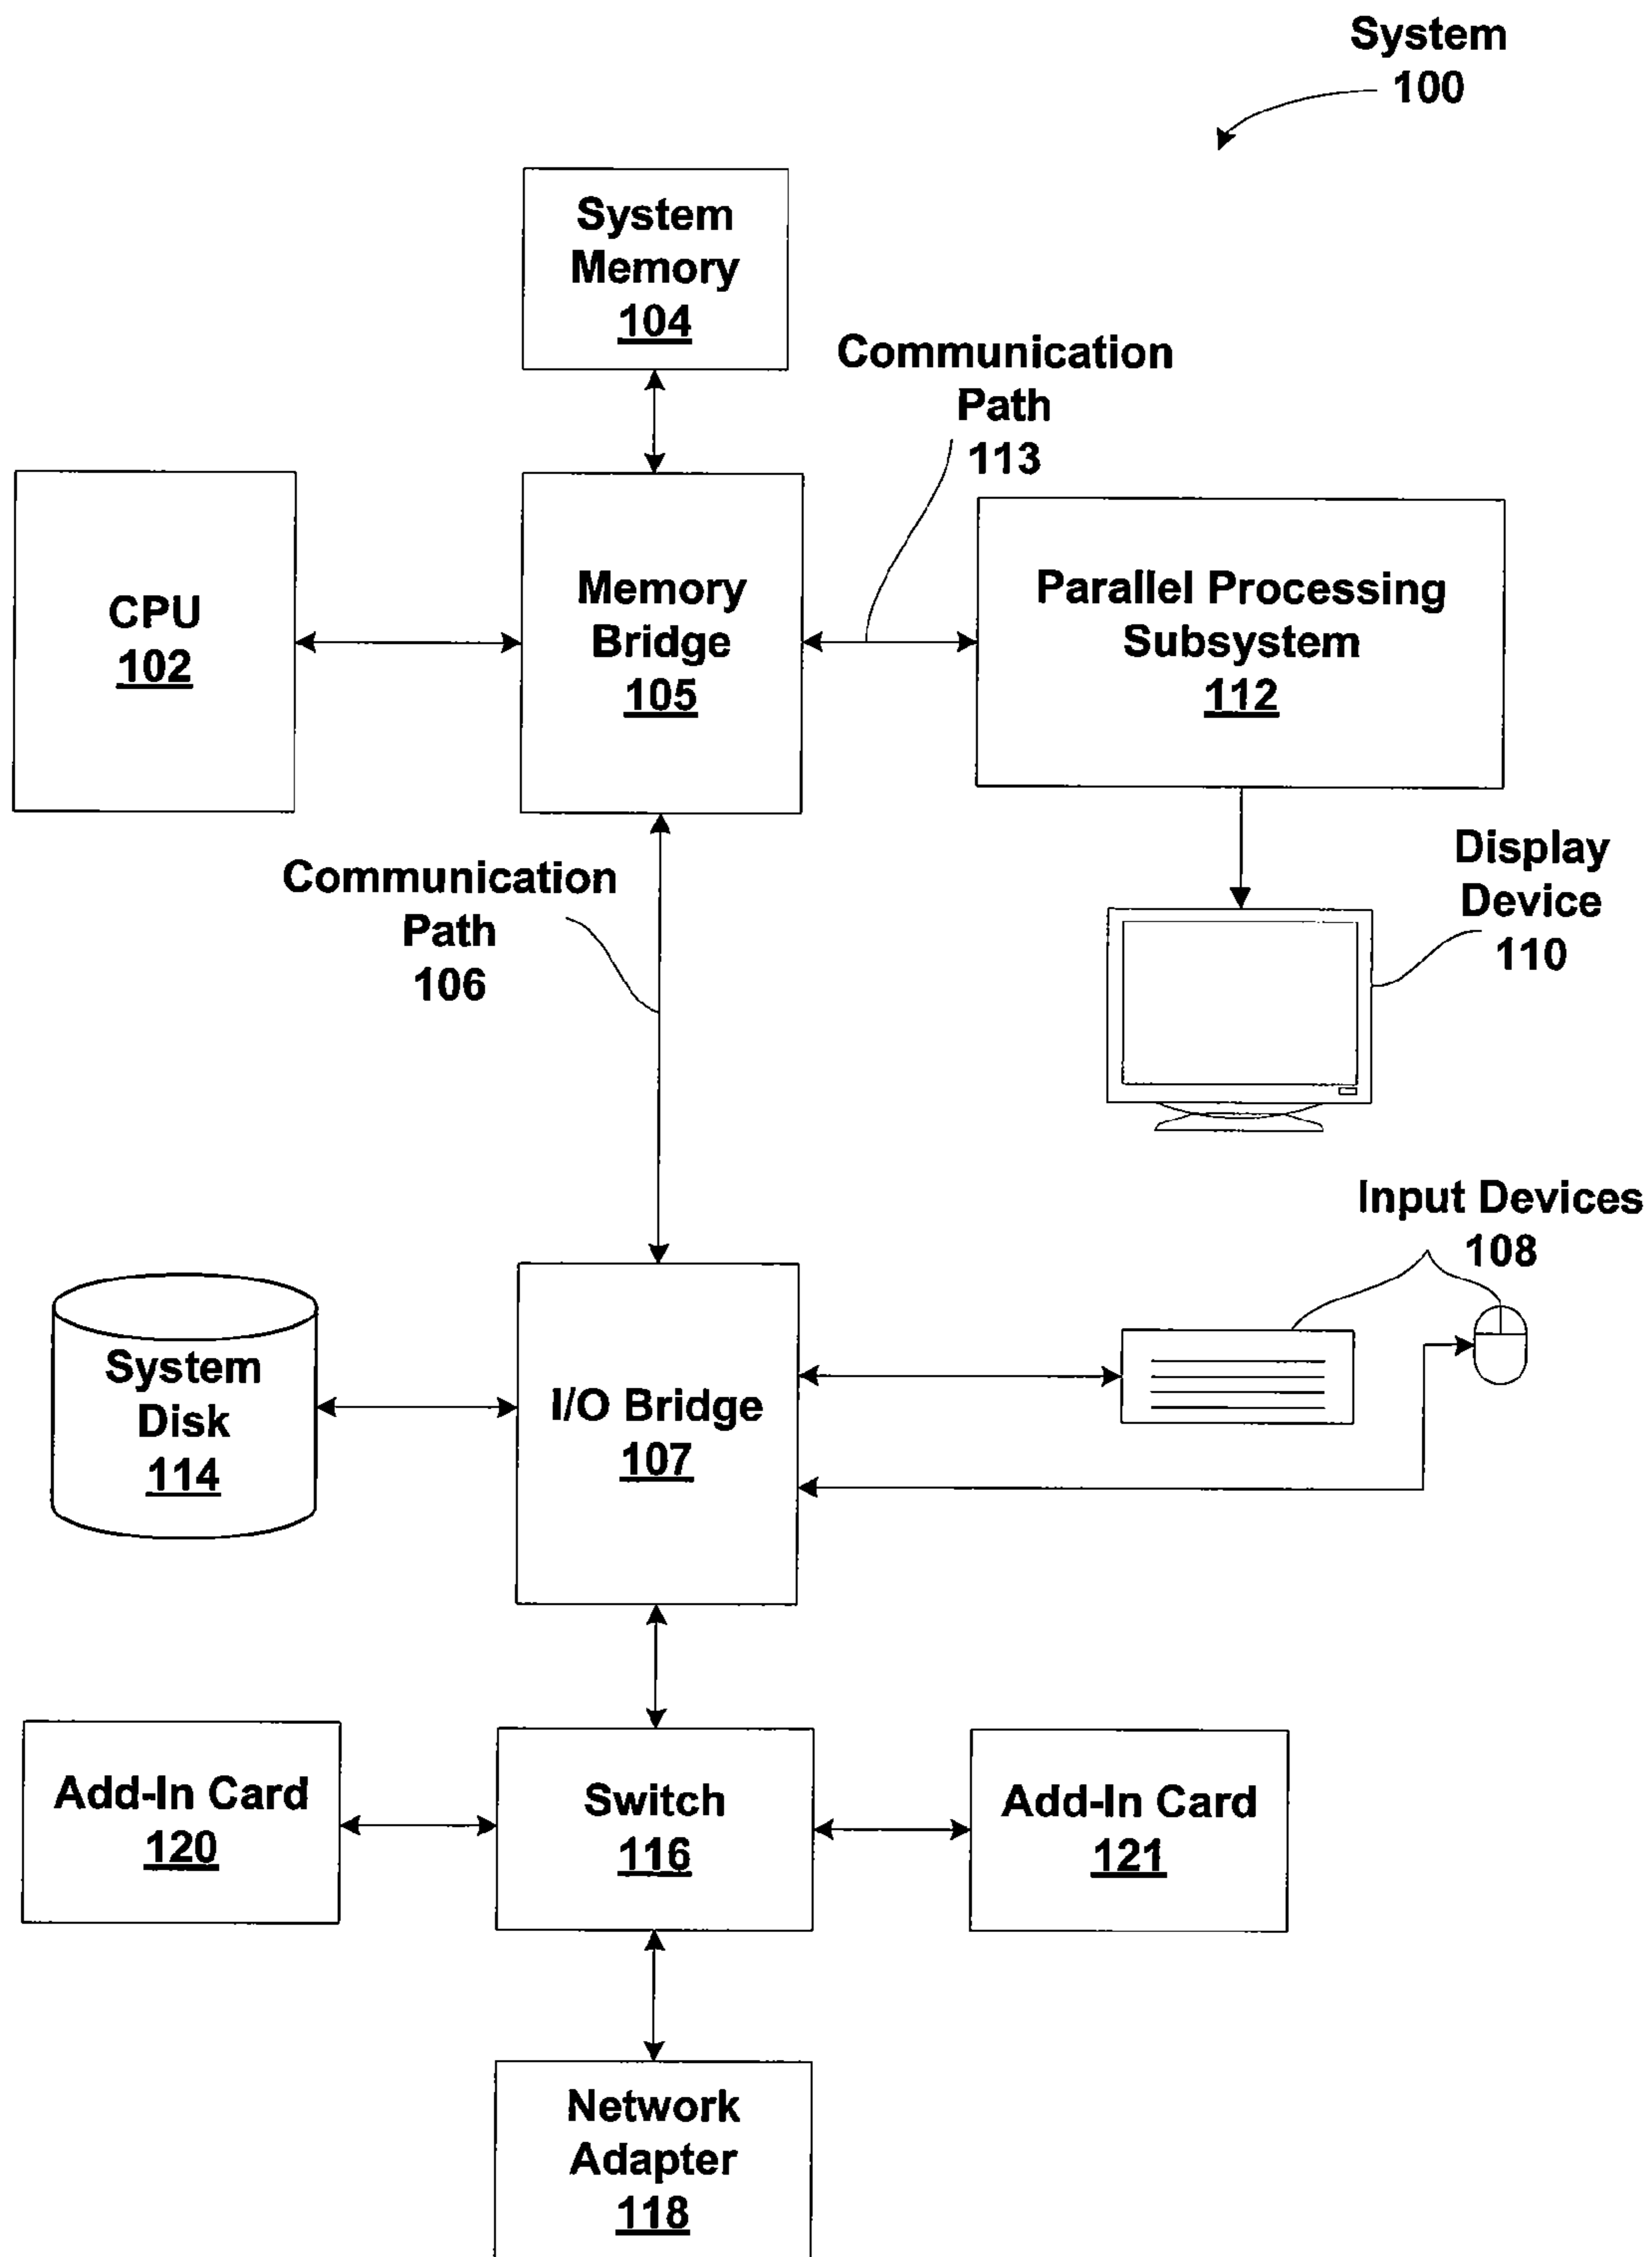 System
100
System
Memory
104
Communication
Path
113
CPU
102
Memory
Bridge
105
Parallel Processing
Subsystem
112
Communication
Path
106
Display
Device
110
Input Devices
108
System
Disk
114
I/O Bridge
107
Add-In Card
120
Switch
116
Add-In Card
121
Network
Adapter
118